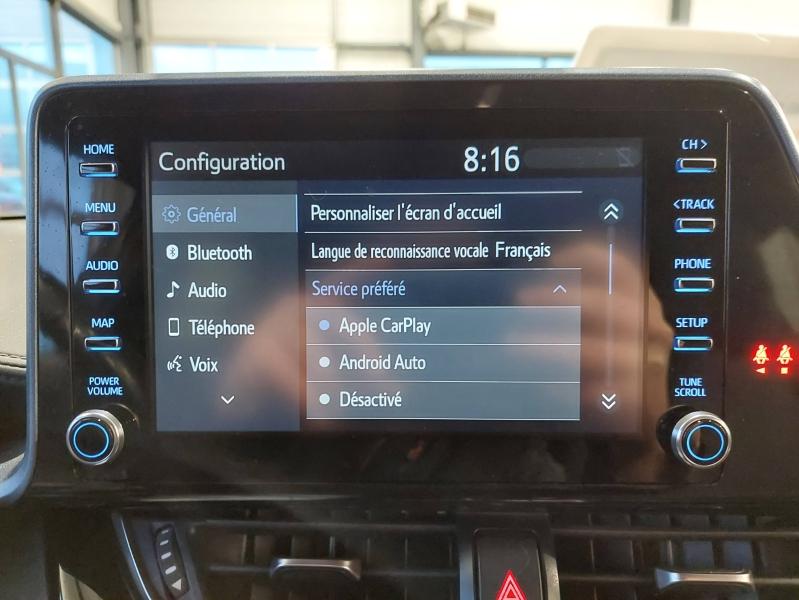 HOME
MENU
AUDIO
MAP
POWER
VOLUME
Configuration
8:16
Général
Bluetooth
Audio
Téléphone
Voix
Personnaliser l'écran d'accueil
Langue de reconnaissance vocale Français
Service préféré
Apple CarPlay
Android Auto
Désactivé
CH >
< TRACK
PHONE
SETUP
TUNE
SCROLL